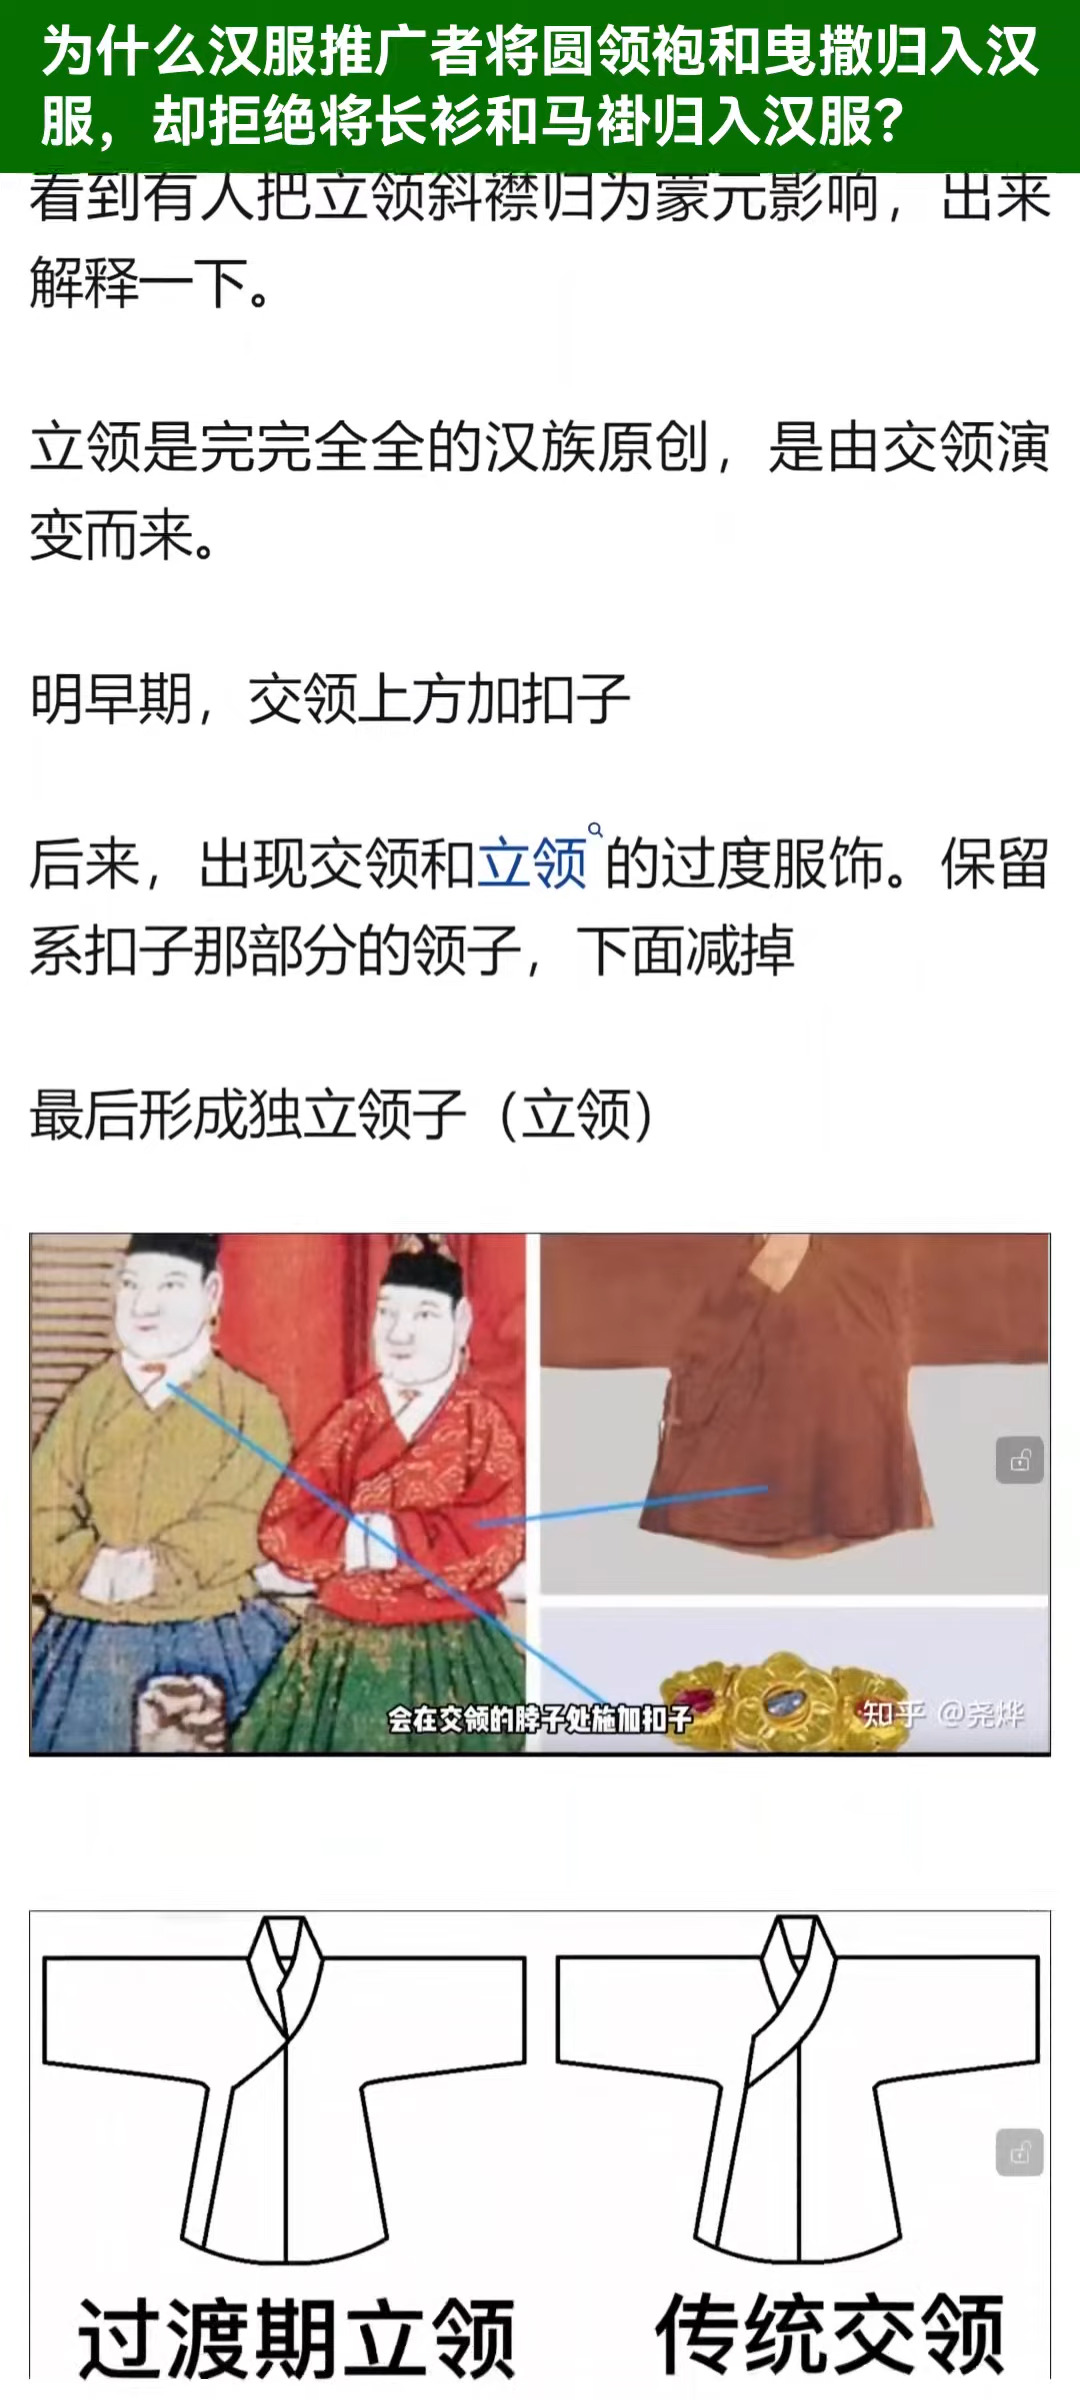 为什么汉服推广者将圆领袍和曳撒归入汉
服，却拒绝将长衫和马褂归入汉服？
看到有人把立领斜襟归为蒙元影响，出来
解释一下。
立领是完完全全的汉族原创，是由交领演
变而来。
明早期，交领上方加扣子
后来，出现交领和立领的过度服饰。保留
系扣子那部分的领子，下面减掉
最后形成独立领子（立领）
会在交领的脖子处施加扣子
知乎 @尧烨
过渡期立领
传统交领